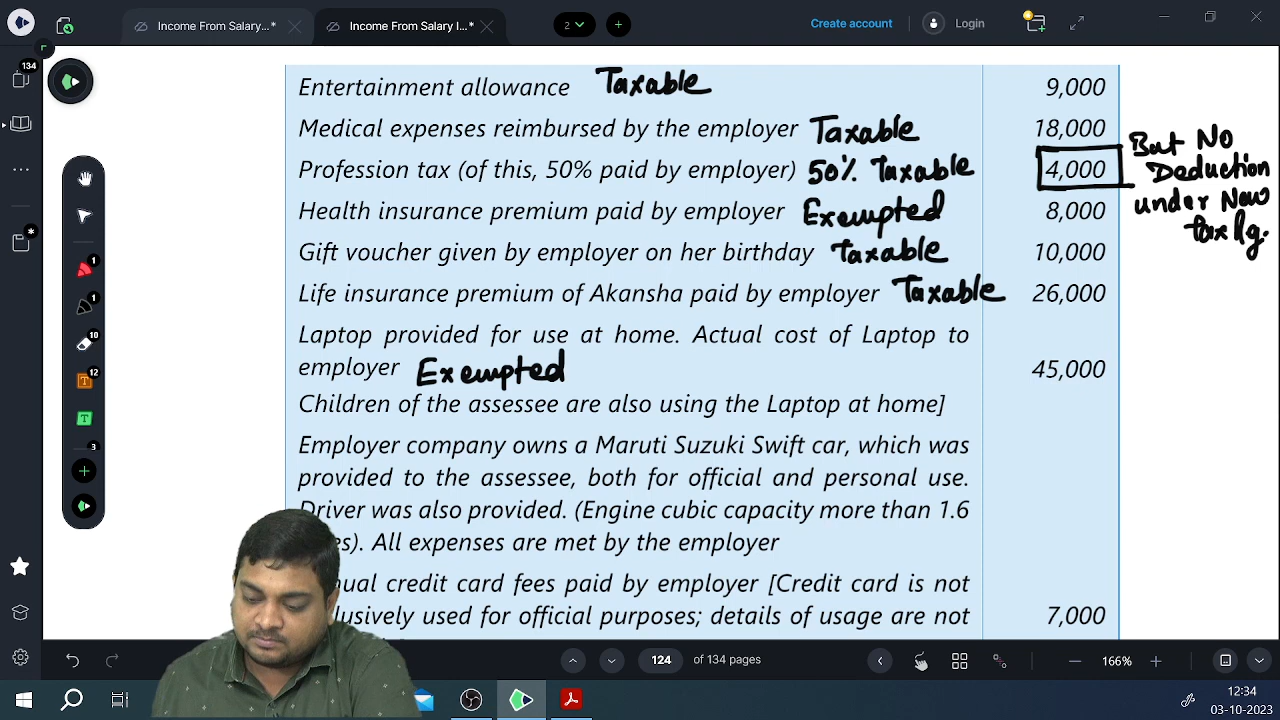 Income From Salary...*
Income From Salary I...*
2
Create account
Login
134
Entertainment allowance Taxable 9,000
Medical expenses reimbursed by the employer Taxable 18,000
Profession tax (of this, 50% paid by employer) 50% Taxable 4,000
But No
Deduction
under New
Tax Rg.
Health insurance premium paid by employer Exempted 8,000
Gift voucher given by employer on her birthday Taxable 10,000
Life insurance premium of Akansha paid by employer Taxable 26,000
Laptop provided for use at home. Actual cost of Laptop to
employer Exempted 45,000
Children of the assessee are also using the Laptop at home]
Employer company owns a Maruti Suzuki Swift car, which was
provided to the assessee, both for official and personal use.
Driver was also provided. (Engine cubic capacity more than 1.6
All expenses are met by the employer
credit card fees paid by employer [Credit card is not
used for official purposes; details of usage are not 7,000
1
1
10
12
3
124 of 134 pages
166%
12:34
03-10-2023